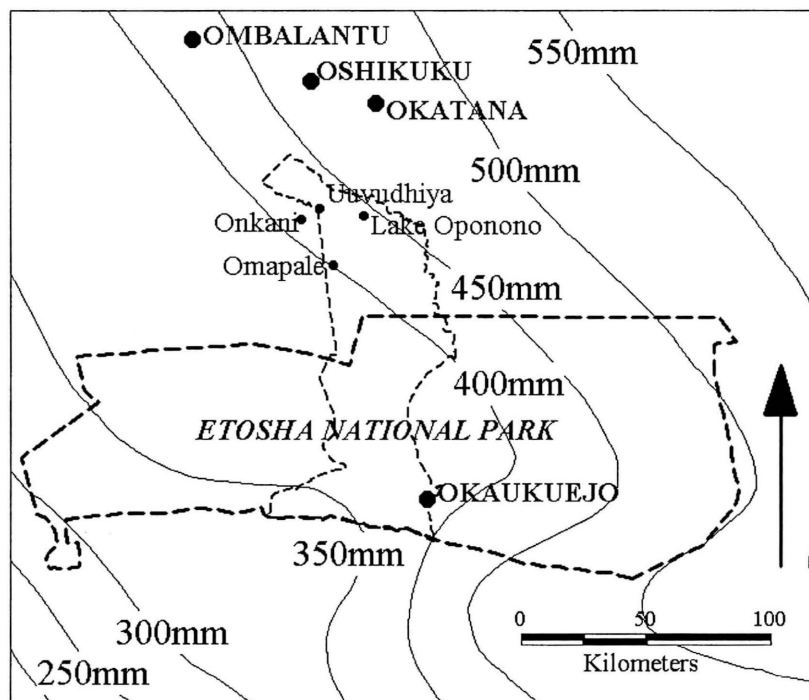 OMBALANTU
550mm
OSHIKUKU
OKATANA
500mm
Uuvudhiya
Onkani
Lake Oponono
Omapale
450mm
400mm
ETOSHA NATIONAL PARK
OKAUKUEJO
350mm
300mm
250mm
0 50 100
Kilometers